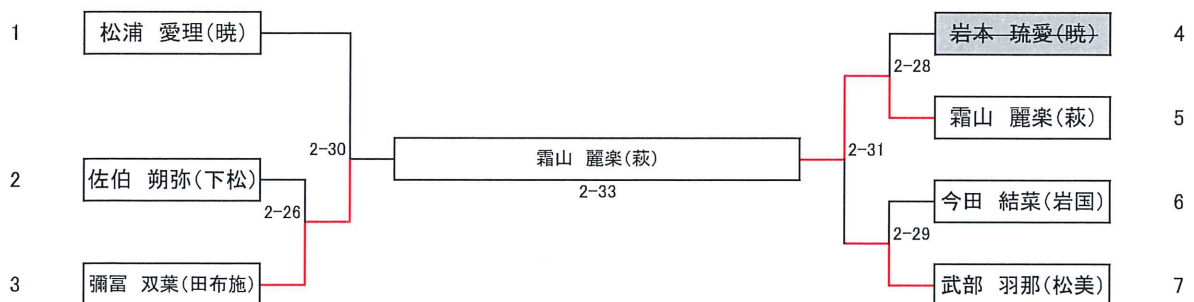 1
松浦 愛理(暁)
2-30
2
佐伯 朔弥(下松)
2-26
3
彌冨 双葉(田布施)
霜山 麗楽(萩)
2-33
岩本 琉愛(暁)
4
2-28
霜山 麗楽(萩)
5
2-31
今田 結菜(岩国)
6
2-29
武部 羽那(松美)
7